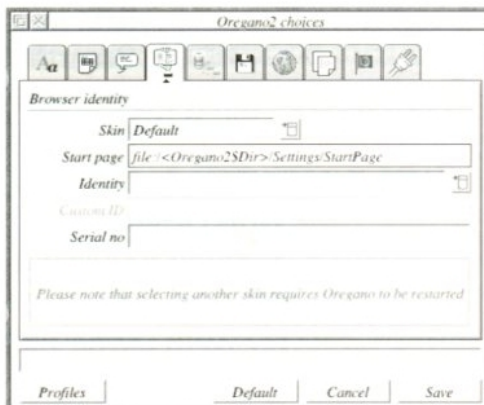 Oregano2 choices
Aa
Browser identity
Skin Default
Start page file:/<Oregano2$Dir>/Settings/StartPage
Identity
Custom ID
Serial no
Please note that selecting another skin requires Oregano to be restarted
Profiles Default Cancel Save